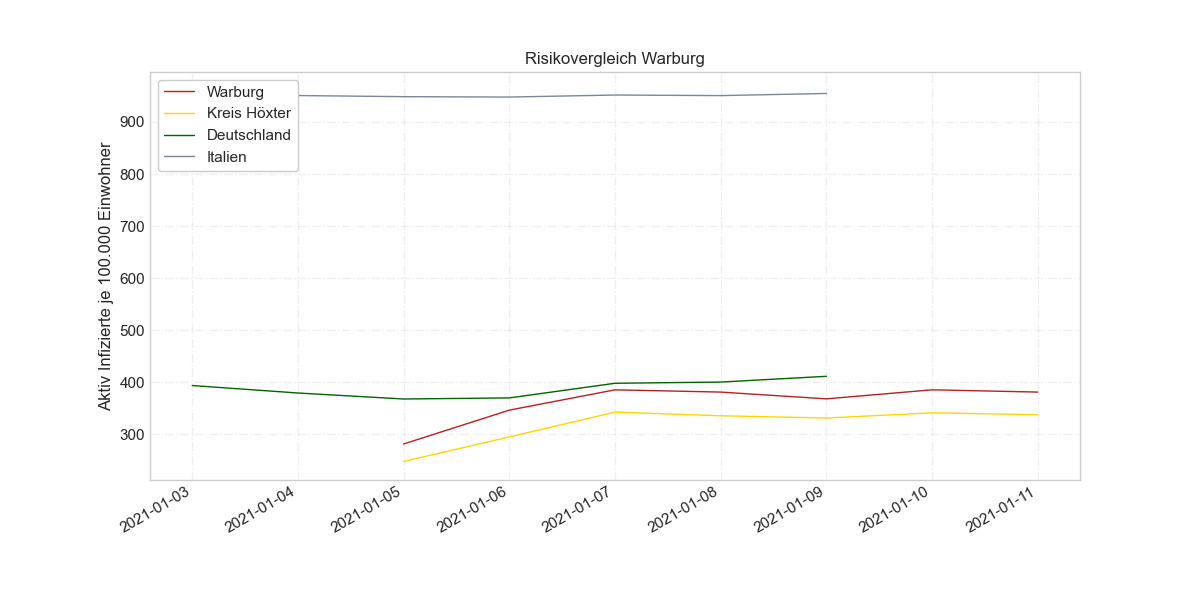 Risikovergleich Warburg
Warburg
Kreis Höxter
Deutschland
Italien
Aktiv Infizierte je 100.000 Einwohner
900
800
700
600
500
400
300
2021-01-03
2021-01-04
2021-01-05
2021-01-06
2021-01-07
2021-01-08
2021-01-09
2021-01-10
2021-01-11